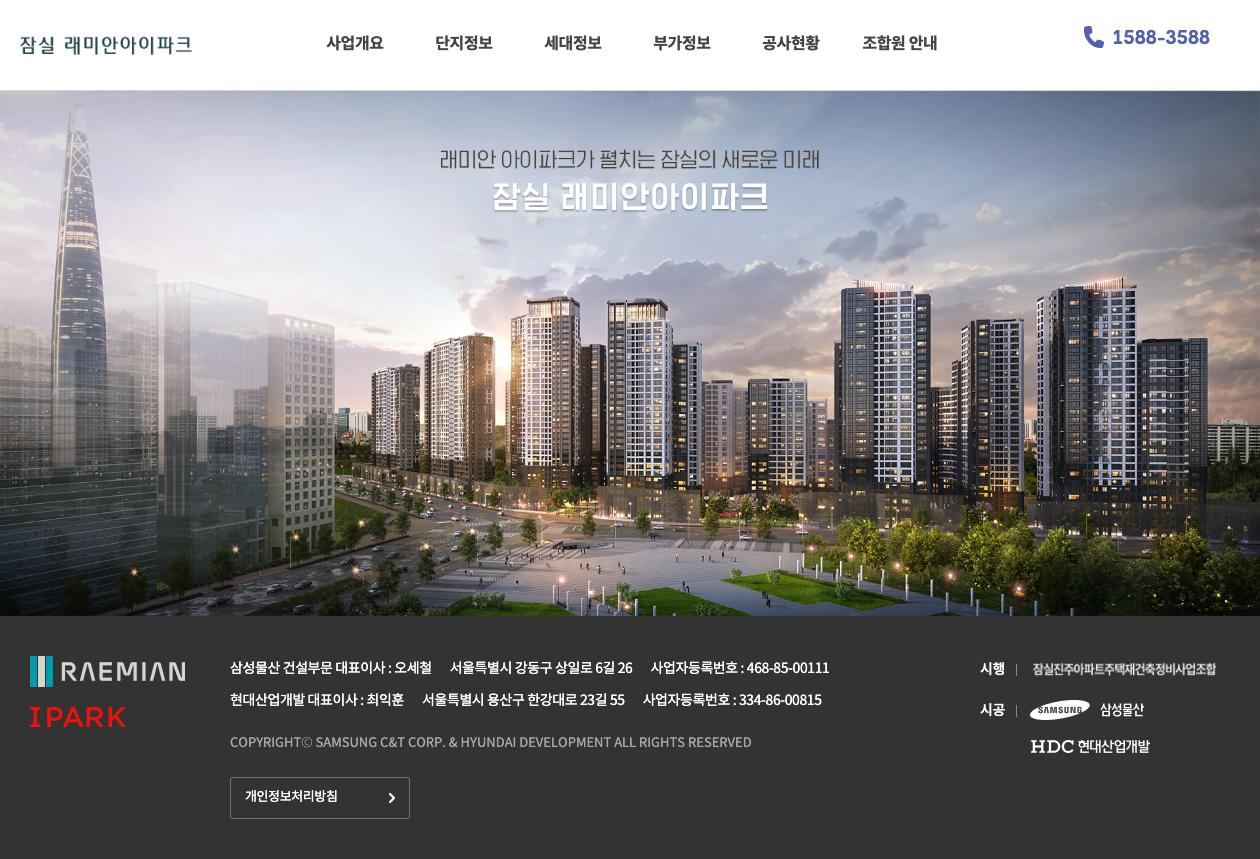 잠실 래미안아이파크
사업개요 단지정보 세대정보 부가정보 공사현황 조합원 안내
1588-3588
래미안 아이파크가 펼치는 잠실의 새로운 미래
잠실 래미안아이파크
RAEMIAN
IPARK
삼성물산 건설부문 대표이사 : 오세철 서울특별시 강동구 상일로 6길 26 사업자등록번호 : 468-85-00111
현대산업개발 대표이사 : 최익훈 서울특별시 용산구 한강대로 23길 55 사업자등록번호 : 334-86-00815
COPYRIGHT© SAMSUNG C&T CORP. & HYUNDAI DEVELOPMENT ALL RIGHTS RESERVED
개인정보처리방침
시행 잠실진주아파트주택재건축정비사업조합
시공 SAMSUNG 삼성물산
HDC 현대산업개발